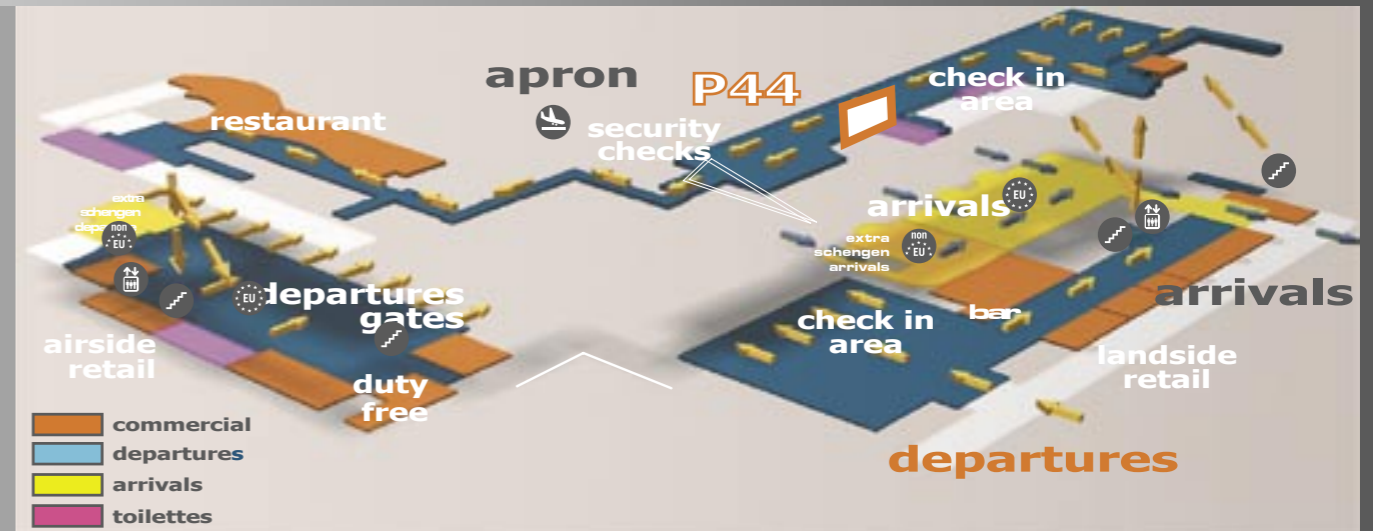 apron
P44
check in
area
restaurant
security
checks
extra
schengen
non
EU
arrivals
EU
extra
schengen
arrivals
non
EU
EU
departures
gates
arrivals
bar
check in
area
airside
retail
landside
retail
duty
free
commercial
departures
arrivals
toilettes
departures